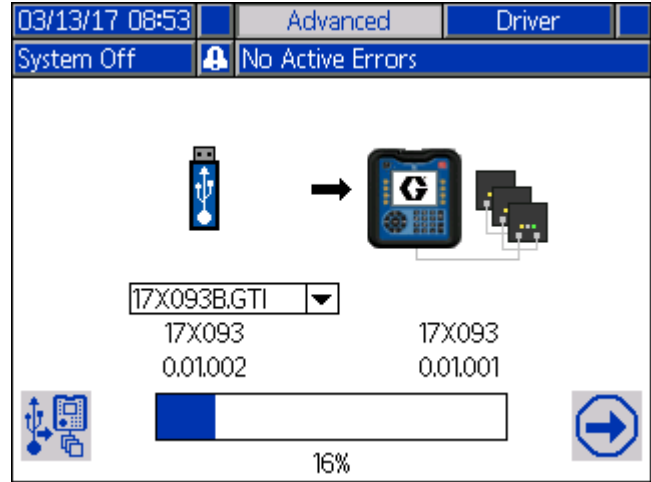 03/13/17 08:53 Advanced Driver
System Off No Active Errors
G
17X093B.GTI
17X093 17X093
0.01.002 0.01.001
16%